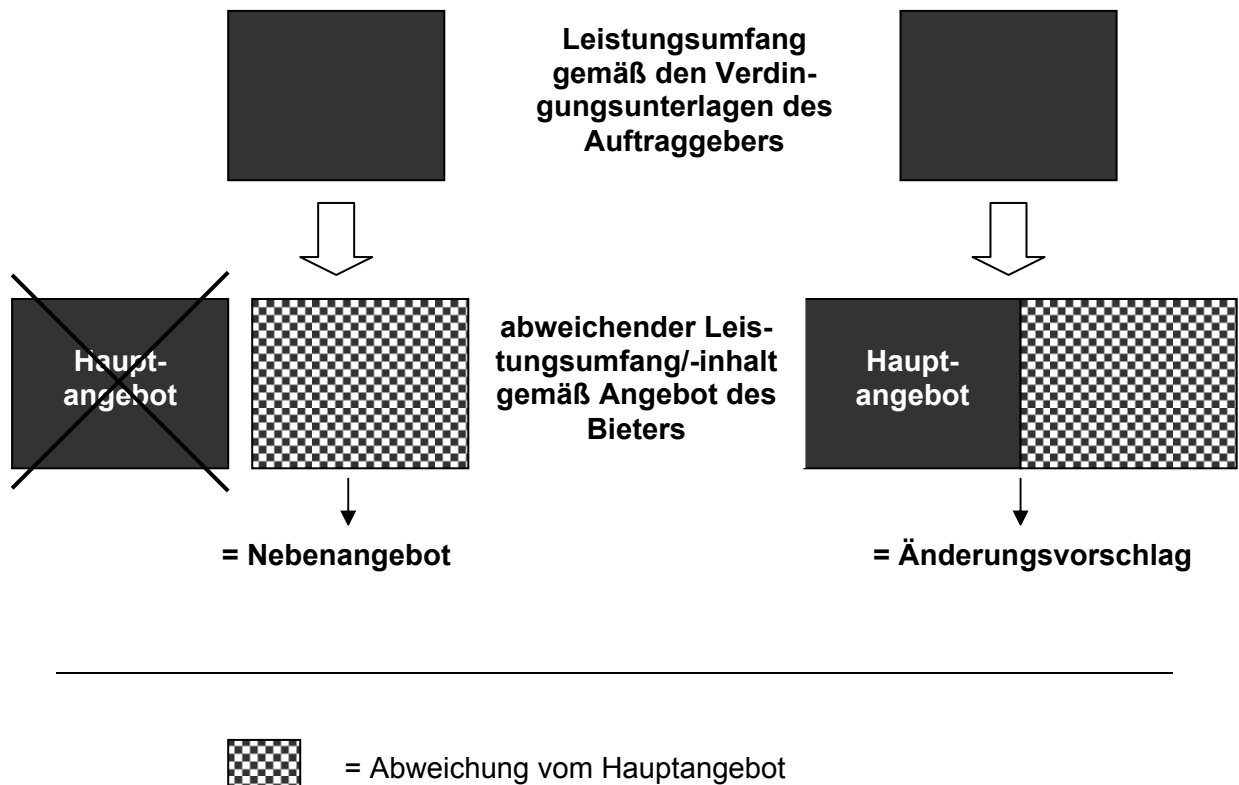 Leistungsumfang
gemäß den Verdin-
gungsunterlagen des
Auftraggebers
Haupt-
angebot
abweichender Leis-
tungsumfang/-inhalt
gemäß Angebot des
Bieters
Haupt-
angebot
= Nebenangebot
= Änderungsvorschlag
= Abweichung vom Hauptangebot